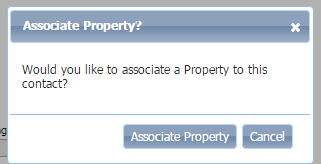 Associate Property?
Would you like to associate a Property to this
contact?
Associate Property Cancel